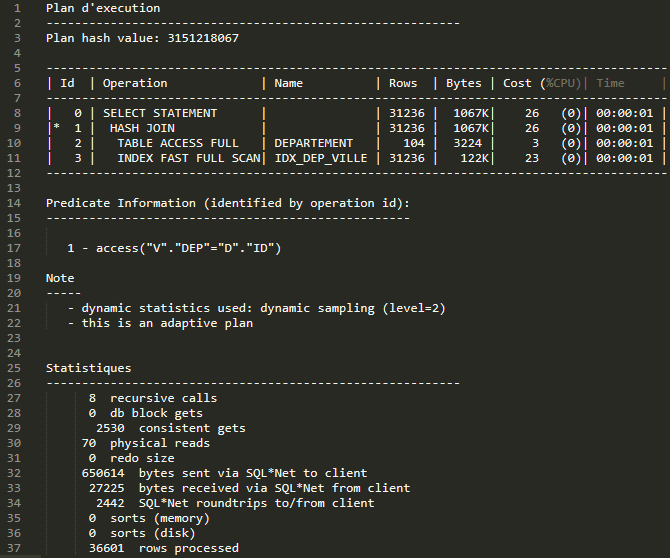 1 Plan d'execution
2 ----------------------------------------------------------
3 Plan hash value: 3151218067
4
5 ---------------------------------------------------------------------------------------
6 | Id  | Operation             | Name          | Rows  | Bytes | Cost (%CPU)| Time     |
7 ---------------------------------------------------------------------------------------
8 |   0 | SELECT STATEMENT      |               | 31236 |  1067K|    26   (0)| 00:00:01 |
9 |*  1 |  HASH JOIN            |               | 31236 |  1067K|    26   (0)| 00:00:01 |
10 |   2 |   TABLE ACCESS FULL   | DEPARTEMENT   |   104 |  3224 |     3   (0)| 00:00:01 |
11 |   3 |   INDEX FAST FULL SCAN| IDX_DEP_VILLE | 31236 |   122K|    23   (0)| 00:00:01 |
12 ---------------------------------------------------------------------------------------
13
14 Predicate Information (identified by operation id):
15 ---------------------------------------------------
16
17    1 - access("V"."DEP"="D"."ID")
18
19 Note
20 -----
21    - dynamic statistics used: dynamic sampling (level=2)
22    - this is an adaptive plan
23
24
25 Statistiques
26 ----------------------------------------------------------
27       8  recursive calls
28       0  db block gets
29       2530  consistent gets
30      70  physical reads
31       0  redo size
32      650614  bytes sent via SQL*Net to client
33       27225  bytes received via SQL*Net from client
34       2442  SQL*Net roundtrips to/from client
35       0  sorts (memory)
36       0  sorts (disk)
37       36601  rows processed